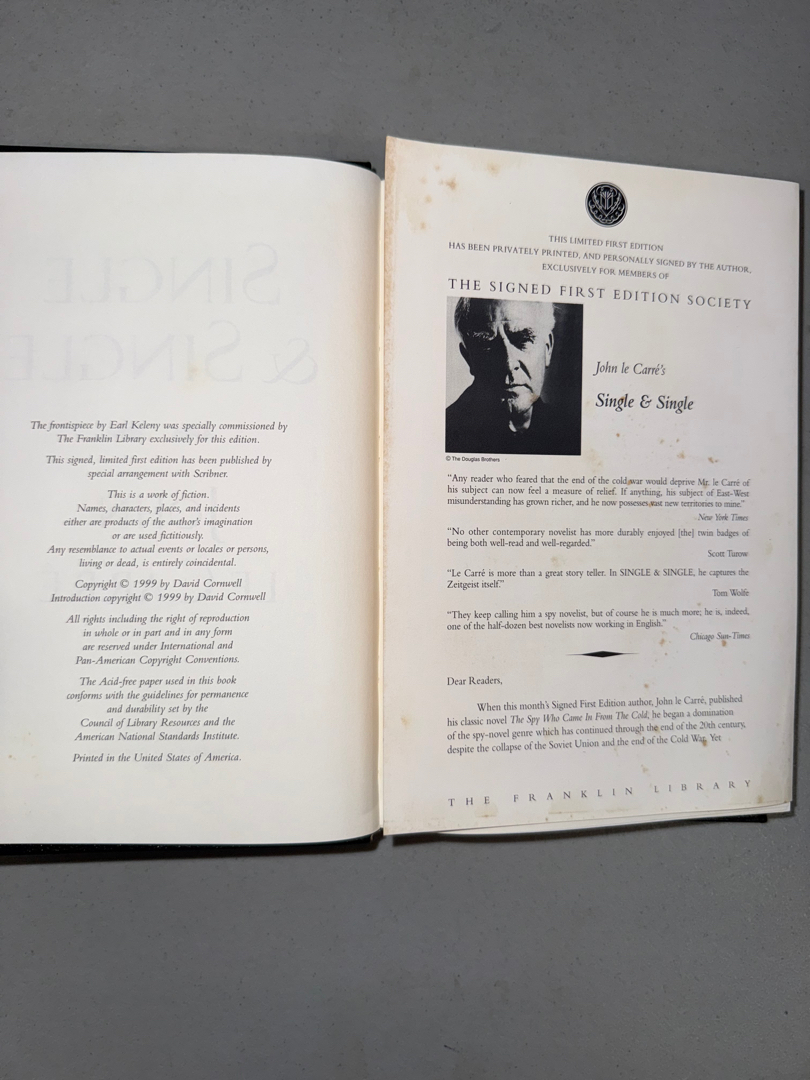 The frontispiece by Earl Keleny was specially commissioned by
The Franklin Library exclusively for this edition.
This signed, limited first edition has been published by
special arrangement with Scribner.
This is a work of fiction.
Names, characters, places, and incidents
either are products of the author's imagination
or are used fictitiously.
Any resemblance to actual events or locales or persons,
living or dead, is entirely coincidental.
Copyright © 1999 by David Cornwell
Introduction copyright © 1999 by David Cornwell
All rights including the right of reproduction
in whole or in part and in any form
are reserved under International and
Pan-American Copyright Conventions.
The Acid-free paper used in this book
conforms with the guidelines for permanence
and durability set by the
Council of Library Resources and the
American National Standards Institute.
Printed in the United States of America.
THIS LIMITED FIRST EDITION
HAS BEEN PRIVATELY PRINTED, AND PERSONALLY SIGNED BY THE AUTHOR,
EXCLUSIVELY FOR MEMBERS OF
THE SIGNED FIRST EDITION SOCIETY
John le Carré's
Single & Single
© The Douglas Brothers
"Any reader who feared that the end of the cold war would deprive Mr. le Carré of
his subject can now feel a measure of relief. If anything, his subject of East-West
misunderstanding has grown richer, and he now possesses vast new territories to mine."
New York Times
"No other contemporary novelist has more durably enjoyed [the] twin badges of
being both well-read and well-regarded."
Scott Turow
"Le Carré is more than a great story teller. In SINGLE & SINGLE, he captures the
Zeitgeist itself."
Tom Wolfe
"They keep calling him a spy novelist, but of course he is much more; he is, indeed,
one of the half-dozen best novelists now working in English."
Chicago Sun-Times
Dear Readers,
When this month's Signed First Edition author, John le Carré, published
his classic novel The Spy Who Came In From The Cold, he began a domination
of the spy-novel genre which has continued through the end of the 20th century,
despite the collapse of the Soviet Union and the end of the Cold War. Yet
THE FRANKLIN LIBRARY